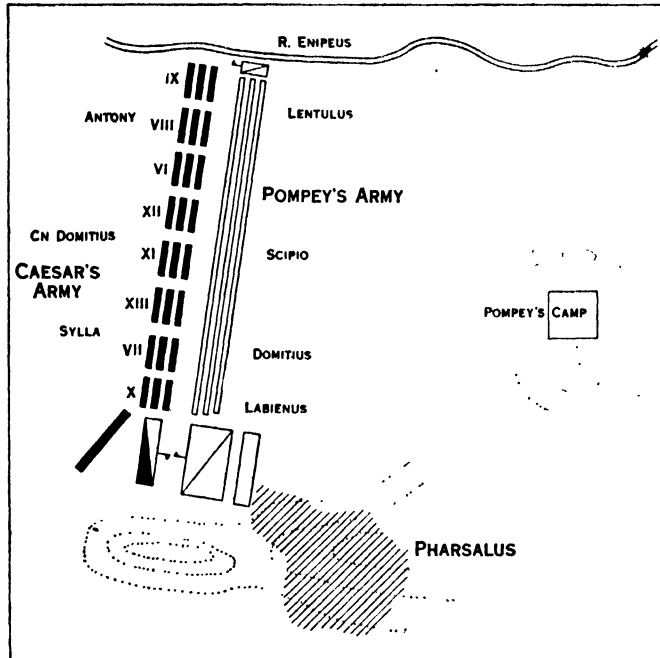 R. ENIPEUS
IX
ANTONY VIII LENTULUS
VI
POMPEY'S ARMY
XII
CN DOMITIUS
XI SCIPIO
CAESAR'S
ARMY
XIII
POMPEY'S CAMP
SYLLA
VII DOMITIUS
X
LABIENUS
PHARSALUS